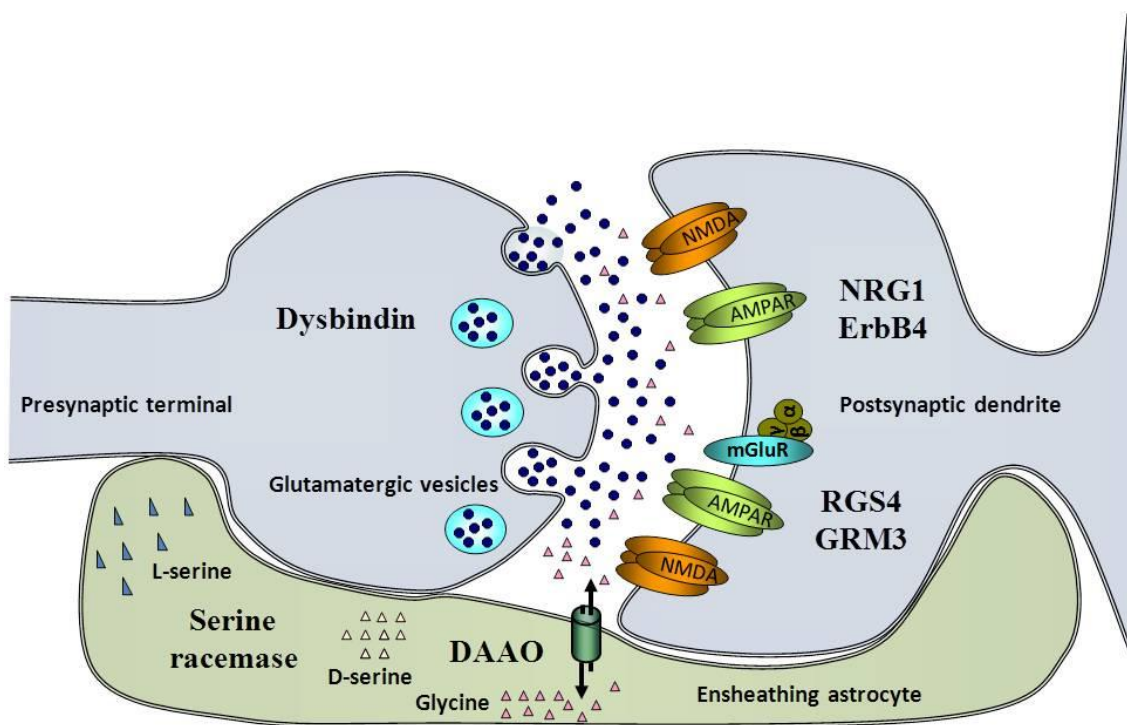 NMDA
AMPAR
NRG1
ErbB4
Dysbindin
Presynaptic terminal
Postsynaptic dendrite
α
γ
β
mGluR
Glutamatergic vesicles
AMPAR
RGS4
GRM3
NMDA
L-serine
Serine
racemase
D-serine
DAAO
Glycine
Ensheathing astrocyte